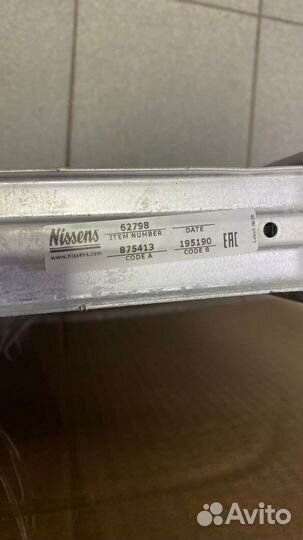 Nissens
www.nissens.com
62798
ITEM NUMBER
DATE
875413
CODE A
195190
CODE B
EAC
Avito